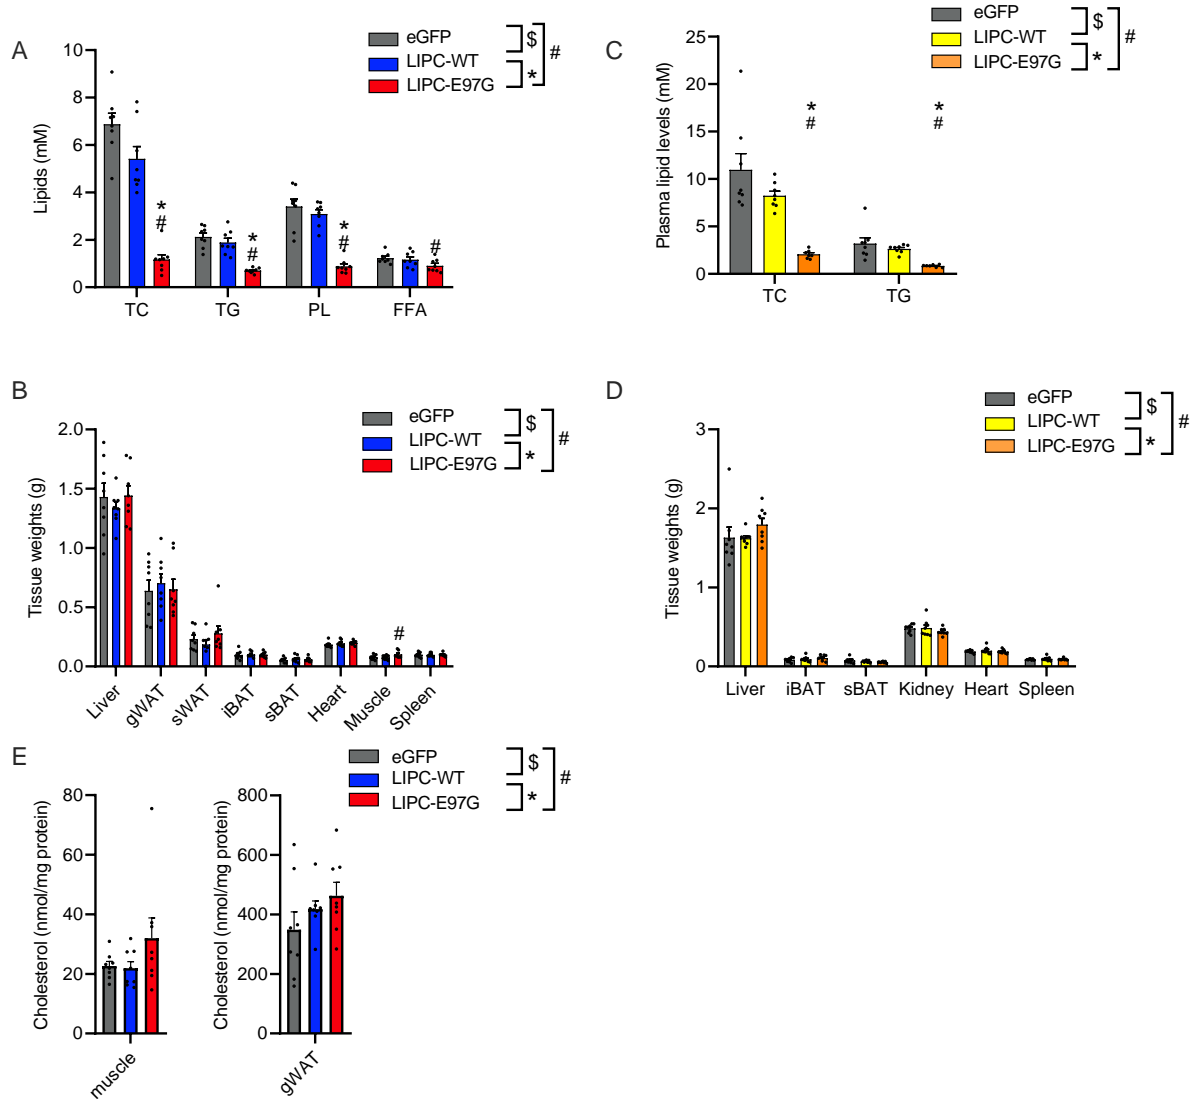 A
Lipids (mM)
10
8
6
4
2
0
TC
TG
PL
FFA
*
#
*
#
*
#
#
eGFP
LIPC-WT
LIPC-E97G
$
*
#
C
Plasma lipid levels (mM)
25
20
15
10
5
0
TC
TG
*
#
*
#
eGFP
LIPC-WT
LIPC-E97G
$
*
#
B
Tissue weights (g)
2.0
1.5
1.0
0.5
0.0
Liver
gWAT
sWAT
iBAT
sBAT
Heart
Muscle
Spleen
#
eGFP
LIPC-WT
LIPC-E97G
$
*
#
D
Tissue weights (g)
3
2
1
0
Liver
iBAT
sBAT
Kidney
Heart
Spleen
eGFP
LIPC-WT
LIPC-E97G
$
*
#
E
Cholesterol (nmol/mg protein)
80
60
40
20
0
muscle
Cholesterol (nmol/mg protein)
800
600
400
200
0
gWAT
eGFP
LIPC-WT
LIPC-E97G
$
*
#